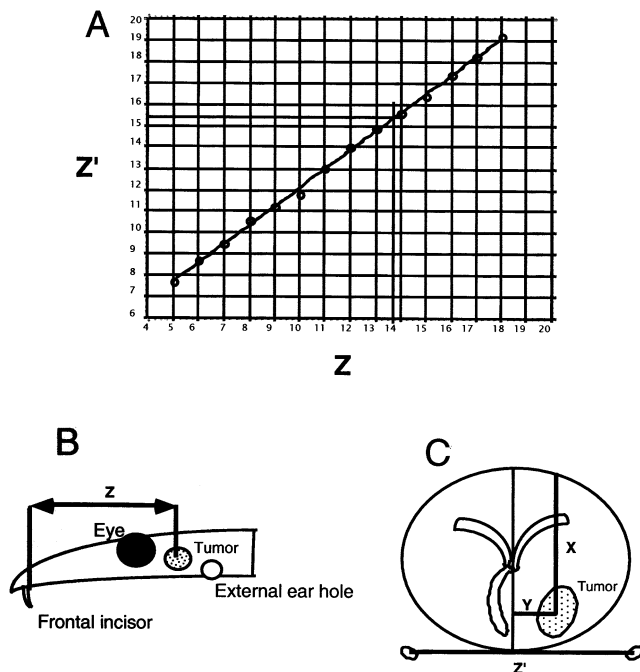 A
20
19
18
17
16
15
14
13
12
11
10
9
8
7
6
Z'
4 5 6 7 8 9 10 11 12 13 14 15 16 17 18 19 20
Z
B
Z
Eye
Tumor
External ear hole
Frontal incisor
C
X
Tumor
Y
Z'